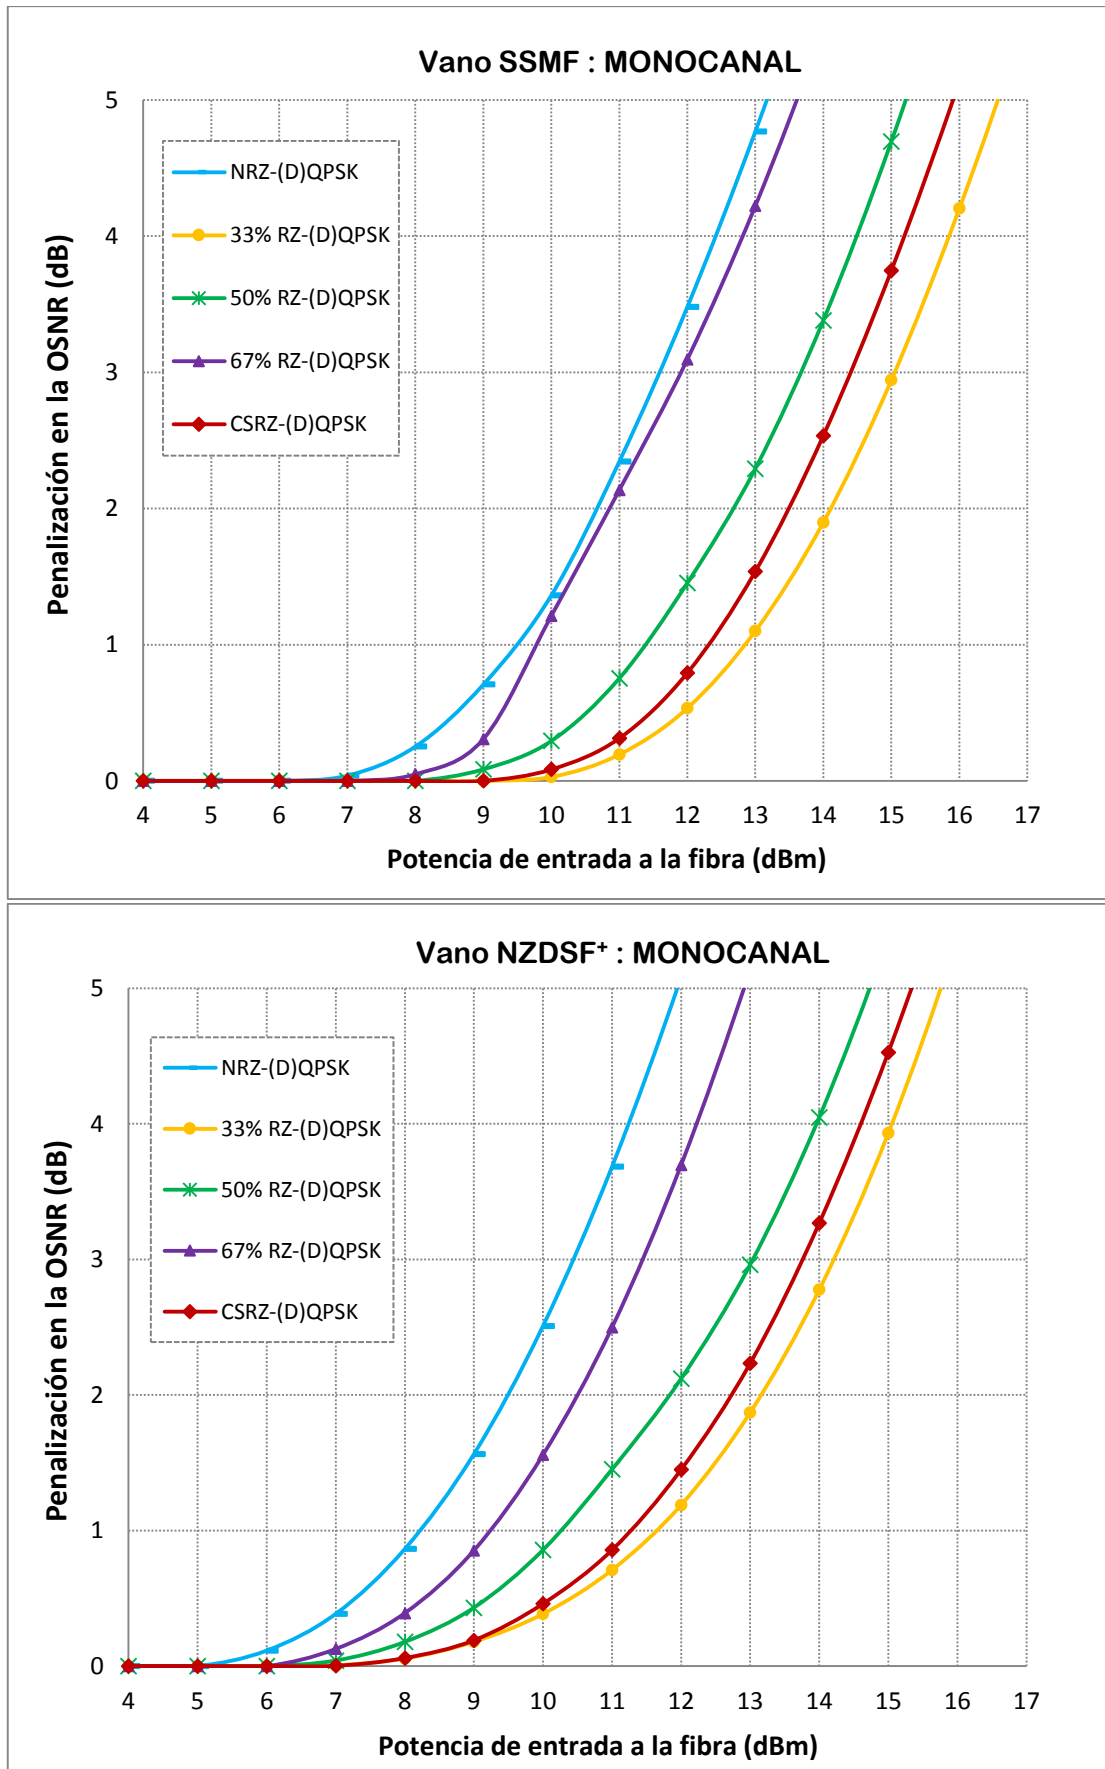 Vano SSMF : MONOCANAL
Penalización en la OSNR (dB)
5
4
3
2
1
0
NRZ-(D)QPSK
33% RZ-(D)QPSK
50% RZ-(D)QPSK
67% RZ-(D)QPSK
CSRZ-(D)QPSK
4 5 6 7 8 9 10 11 12 13 14 15 16 17
Potencia de entrada a la fibra (dBm)
Vano NZDSF⁺ : MONOCANAL
Penalización en la OSNR (dB)
5
4
3
2
1
0
NRZ-(D)QPSK
33% RZ-(D)QPSK
50% RZ-(D)QPSK
67% RZ-(D)QPSK
CSRZ-(D)QPSK
4 5 6 7 8 9 10 11 12 13 14 15 16 17
Potencia de entrada a la fibra (dBm)